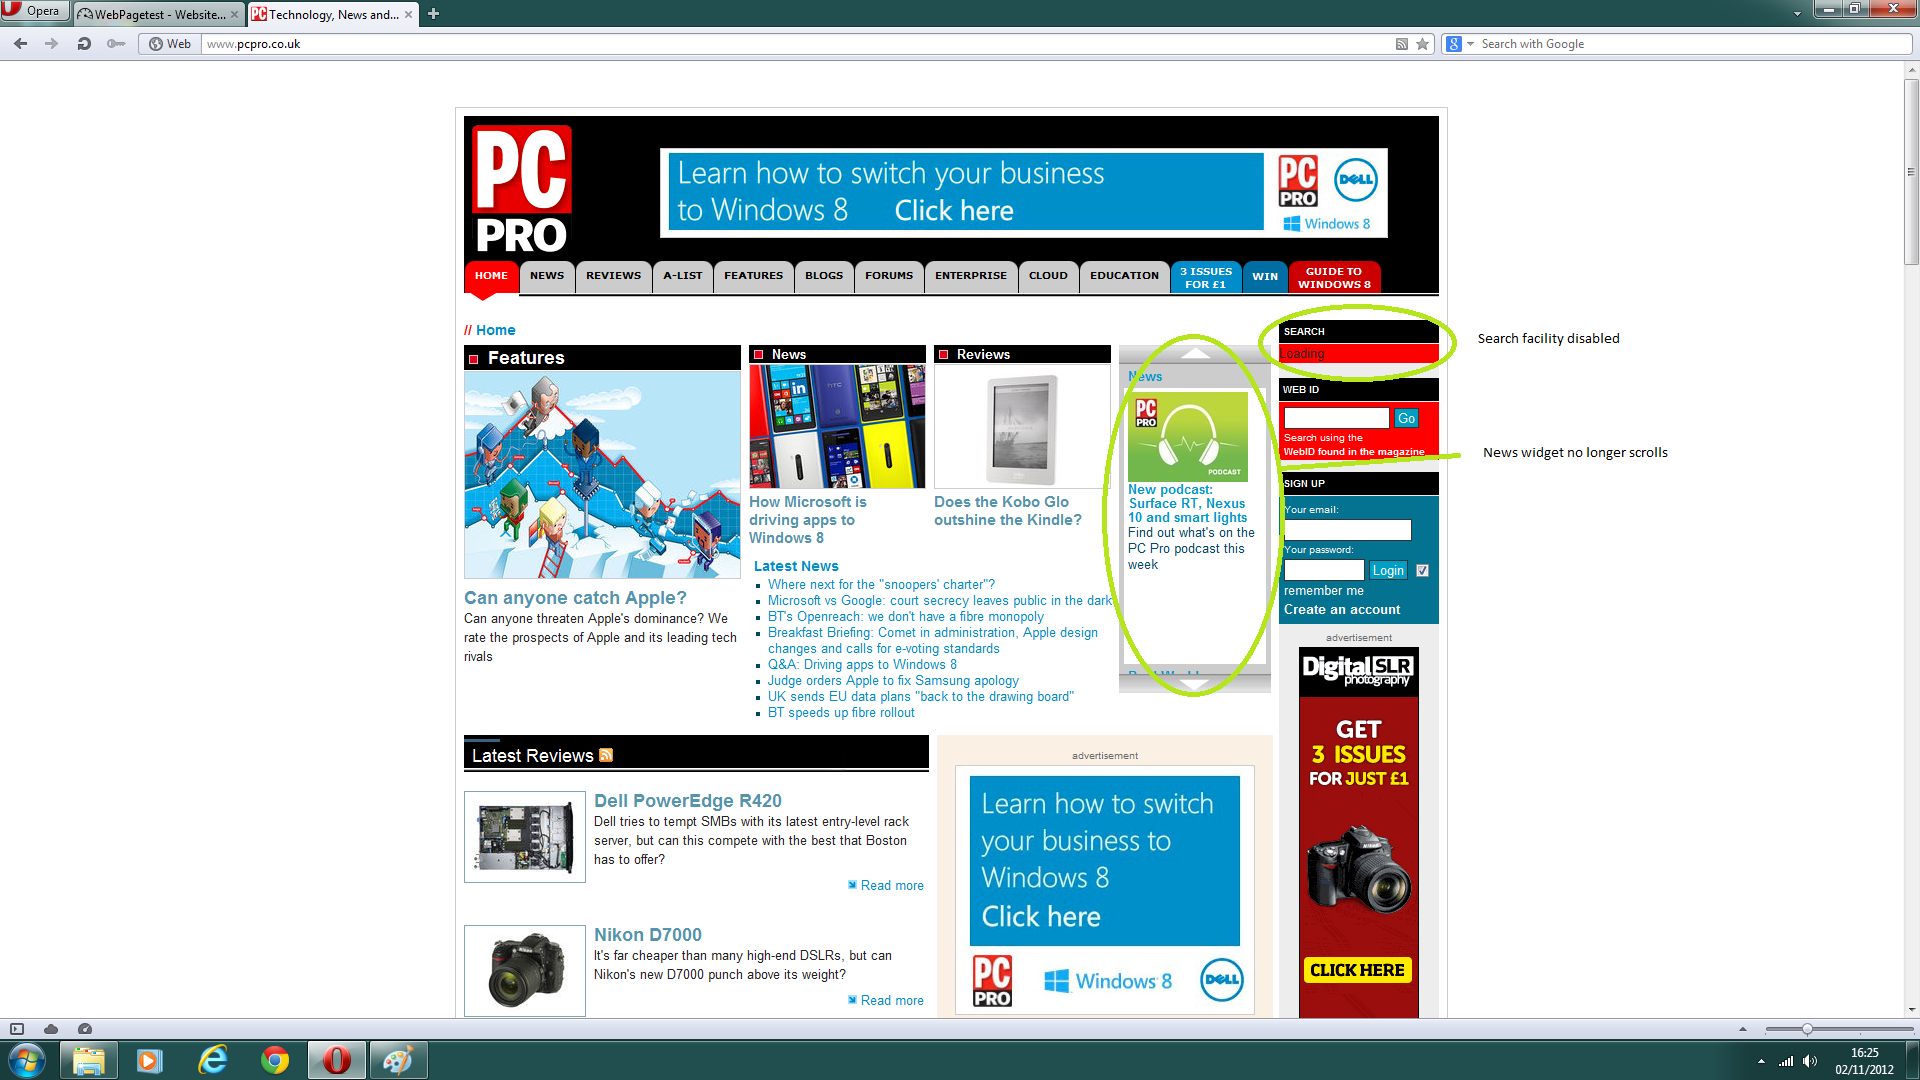 Opera
WebPagetest - Website...
Technology, News and...
Web
www.pcpro.co.uk
Search with Google
PC
PRO
Learn how to switch your business
to Windows 8 Click here
PC
PRO
DELL
Windows 8
HOME
NEWS
REVIEWS
A-LIST
FEATURES
BLOGS
FORUMS
ENTERPRISE
CLOUD
EDUCATION
3 ISSUES
FOR £1
WIN
GUIDE TO
WINDOWS 8
// Home
Features
Can anyone catch Apple?
Can anyone threaten Apple's dominance? We
rate the prospects of Apple and its leading tech
rivals
News
How Microsoft is
driving apps to
Windows 8
Reviews
Does the Kobo Glo
outshine the Kindle?
Latest News
Where next for the "snoopers' charter"?
Microsoft vs Google: court secrecy leaves public in the dark
BT's Openreach: we don't have a fibre monopoly
Breakfast Briefing: Comet in administration, Apple design
changes and calls for e-voting standards
Q&A: Driving apps to Windows 8
Judge orders Apple to fix Samsung apology
UK sends EU data plans "back to the drawing board"
BT speeds up fibre rollout
News
PC
PRO
PODCAST
New podcast:
Surface RT, Nexus
10 and smart lights
Find out what's on the
PC Pro podcast this
week
SEARCH
Loading
Search facility disabled
WEB ID
Go
Search using the
WebID found in the magazine
News widget no longer scrolls
SIGN UP
Your email:
Your password:
Login
remember me
Create an account
advertisement
Digital SLR
photography
GET
3 ISSUES
FOR JUST £1
CLICK HERE
Latest Reviews
Dell PowerEdge R420
Dell tries to tempt SMBs with its latest entry-level rack
server, but can this compete with the best that Boston
has to offer?
Read more
Nikon D7000
It's far cheaper than many high-end DSLRs, but can
Nikon's new D7000 punch above its weight?
Read more
advertisement
Learn how to switch
your business to
Windows 8
Click here
PC
PRO
Windows 8
DELL
16:25
02/11/2012